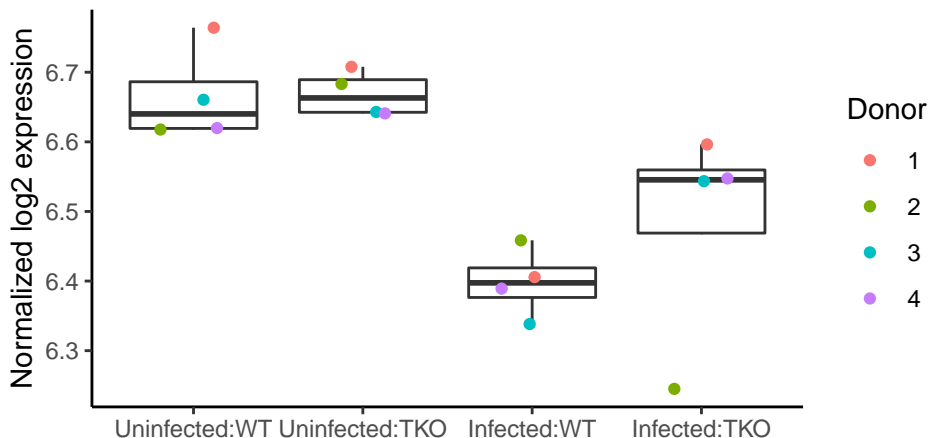 Normalized log2 expression
6.7
6.6
6.5
6.4
6.3
Uninfected:WT
Uninfected:TKO
Infected:WT
Infected:TKO
Donor
1
2
3
4